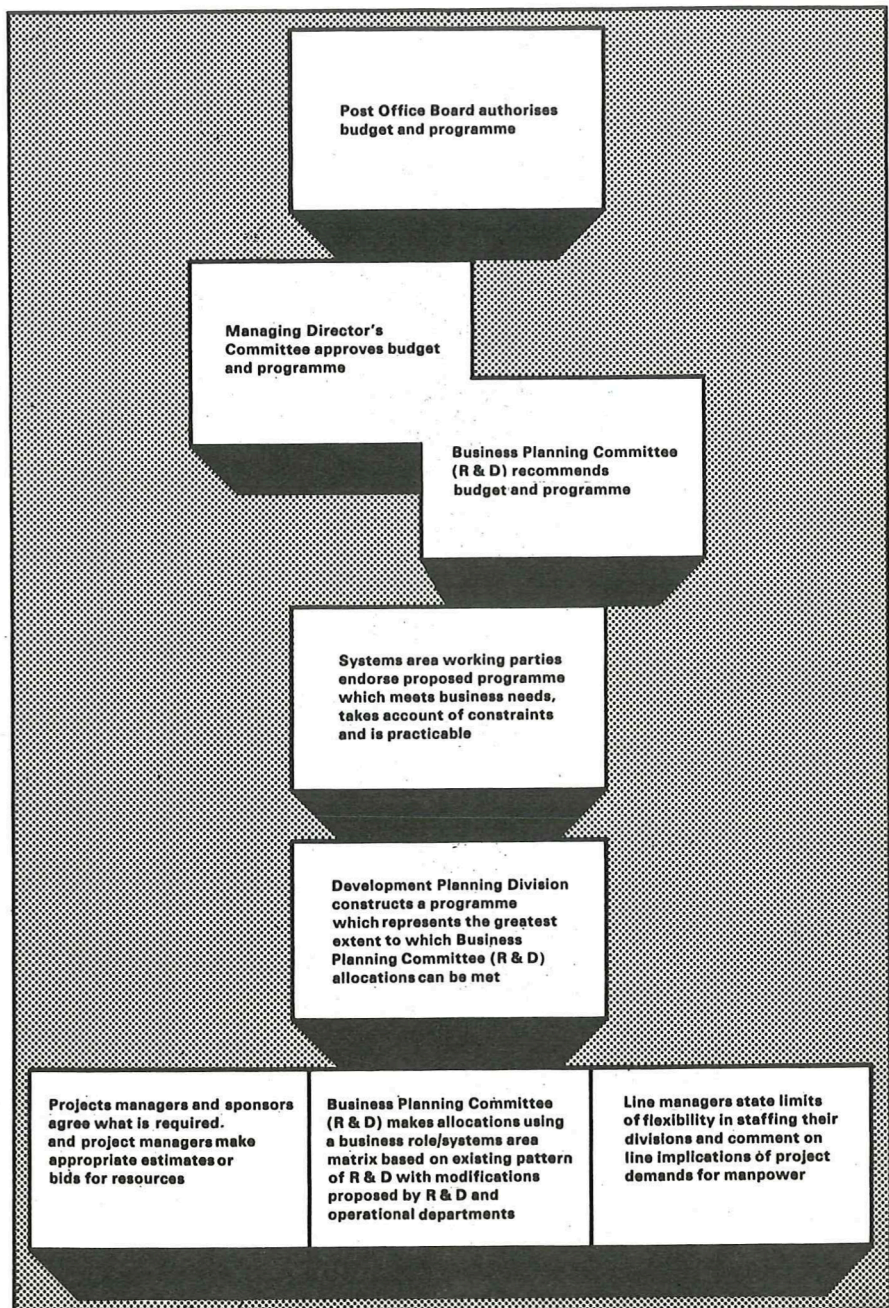 Post Office Board authorises
budget and programme
Managing Director's
Committee approves budget
and programme
Business Planning Committee
(R & D) recommends
budget and programme
Systems area working parties
endorse proposed programme
which meets business needs,
takes account of constraints
and is practicable
Development Planning Division
constructs a programme
which represents the greatest
extent to which Business
Planning Committee (R & D)
allocations can be met
Projects managers and sponsors
agree what is required.
and project managers make
appropriate estimates or
bids for resources
Business Planning Committee
(R & D) makes allocations using
a business role/systems area
matrix based on existing pattern
of R & D with modifications
proposed by R & D and
operational departments
Line managers state limits
of flexibility in staffing their
divisions and comment on
line implications of project
demands for manpower